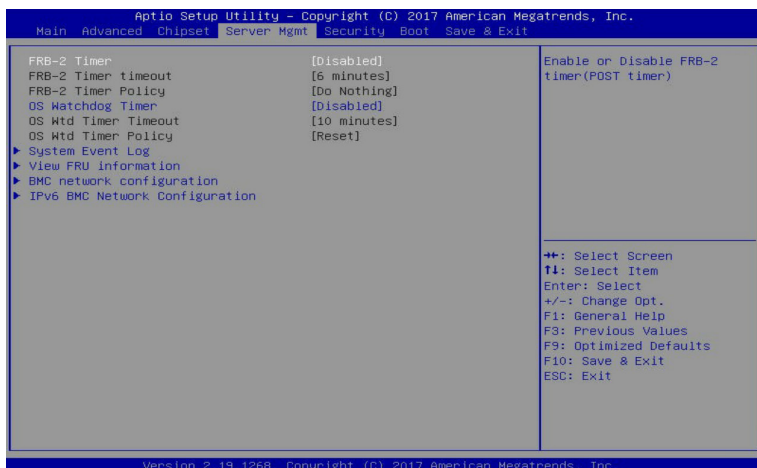 Aptio Setup Utility – Copyright (C) 2017 American Megatrends, Inc.
Main Advanced Chipset Server Mgmt Security Boot Save & Exit
FRB-2 Timer [Disabled]
FRB-2 Timer timeout [6 minutes]
FRB-2 Timer Policy [Do Nothing]
OS Watchdog Timer [Disabled]
OS Wtd Timer Timeout [10 minutes]
OS Wtd Timer Policy [Reset]
▶ System Event Log
▶ View FRU information
▶ BMC network configuration
▶ IPv6 BMC Network Configuration
Enable or Disable FRB-2
timer(POST timer)
→←: Select Screen
↑↓: Select Item
Enter: Select
+/-: Change Opt.
F1: General Help
F3: Previous Values
F9: Optimized Defaults
F10: Save & Exit
ESC: Exit
Version 2.19.1268. Copyright (C) 2017 American Megatrends, Inc.